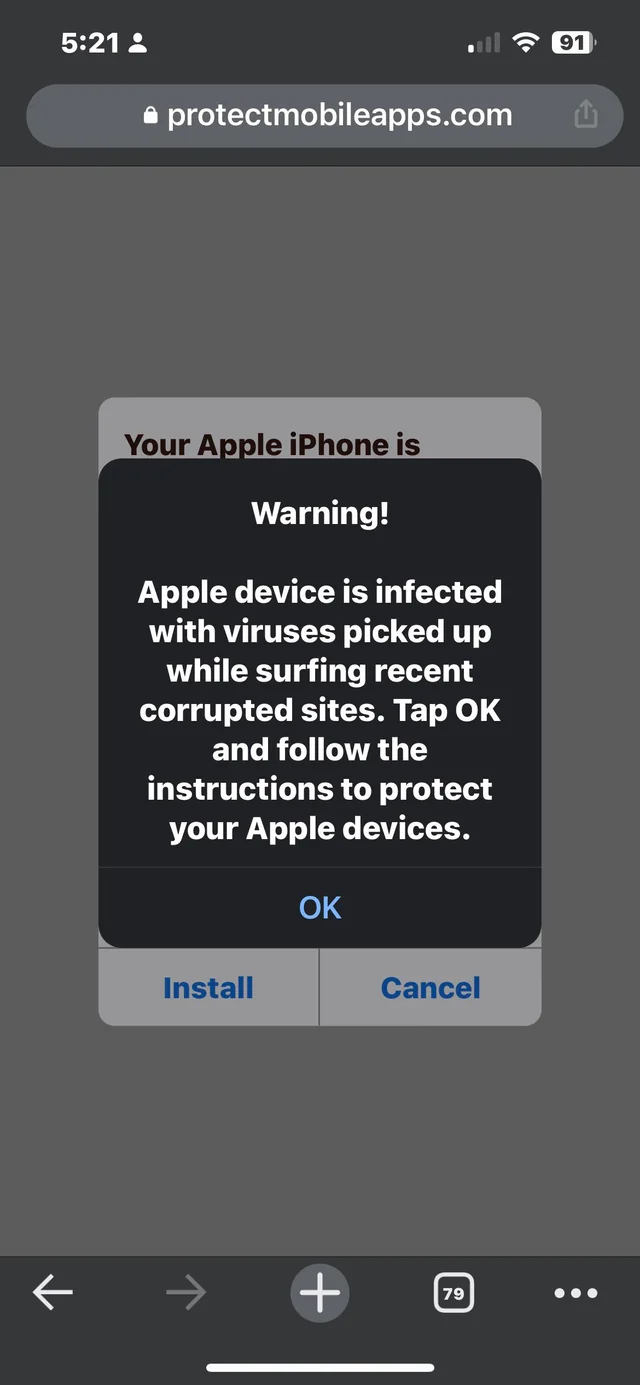 5:21
91
protectmobileapps.com
Your Apple iPhone is
Warning!
Apple device is infected
with viruses picked up
while surfing recent
corrupted sites. Tap OK
and follow the
instructions to protect
your Apple devices.
OK
Install
Cancel
79